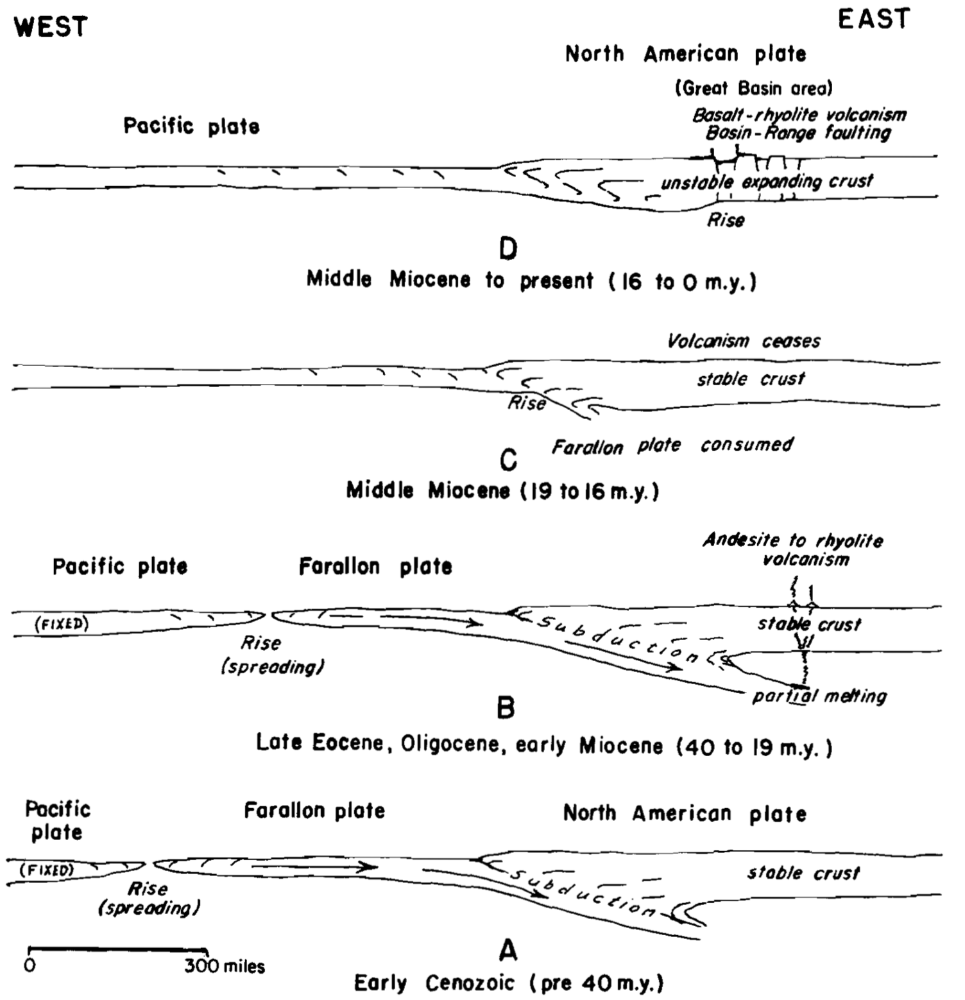 WEST
EAST
North American plate
(Great Basin area)
Basalt-rhyolite volcanism
Basin-Range faulting
Pacific plate
unstable expanding crust
Rise
D
Middle Miocene to present (16 to 0 m.y.)
Volcanism ceases
stable crust
Rise
Farallon plate consumed
C
Middle Miocene (19 to 16 m.y.)
Andesite to rhyolite
volcanism
Pacific plate
Farallon plate
(FIXED)
Subduction
stable crust
Rise
(spreading)
partial melting
B
Late Eocene, Oligocene, early Miocene (40 to 19 m.y.)
Pacific
plate
Farallon plate
North American plate
(FIXED)
Subduction
stable crust
Rise
(spreading)
A
0
300 miles
Early Cenozoic (pre 40 m.y.)